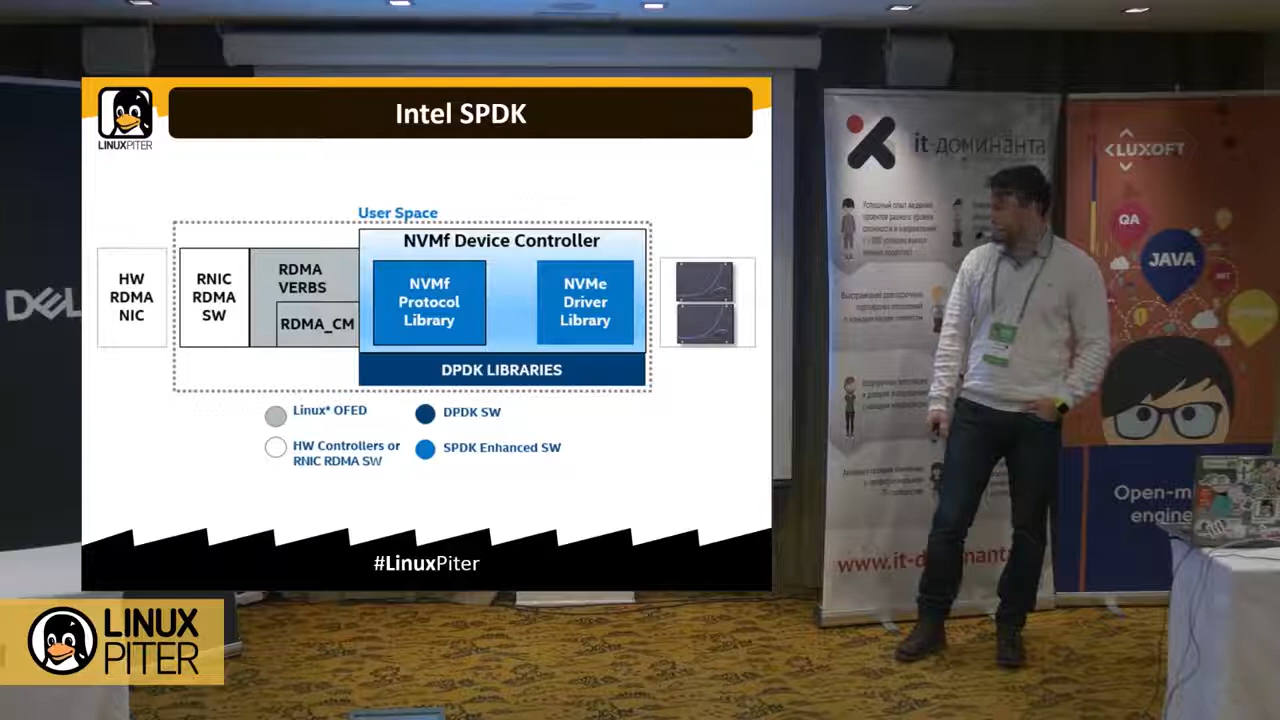 LINUXPITER
Intel SPDK
User Space
HW
RDMA
NIC
RNIC
RDMA
SW
RDMA
VERBS
RDMA_CM
NVMf Device Controller
NVMf
Protocol
Library
NVMe
Driver
Library
DPDK LIBRARIES
Linux* OFED
DPDK SW
HW Controllers or
RNIC RDMA SW
SPDK Enhanced SW
#LinuxPiter
LINUX
PITER
DELL
it-доминанта
www.it-d
LUXOFT
QA
JAVA
Open-m
engine